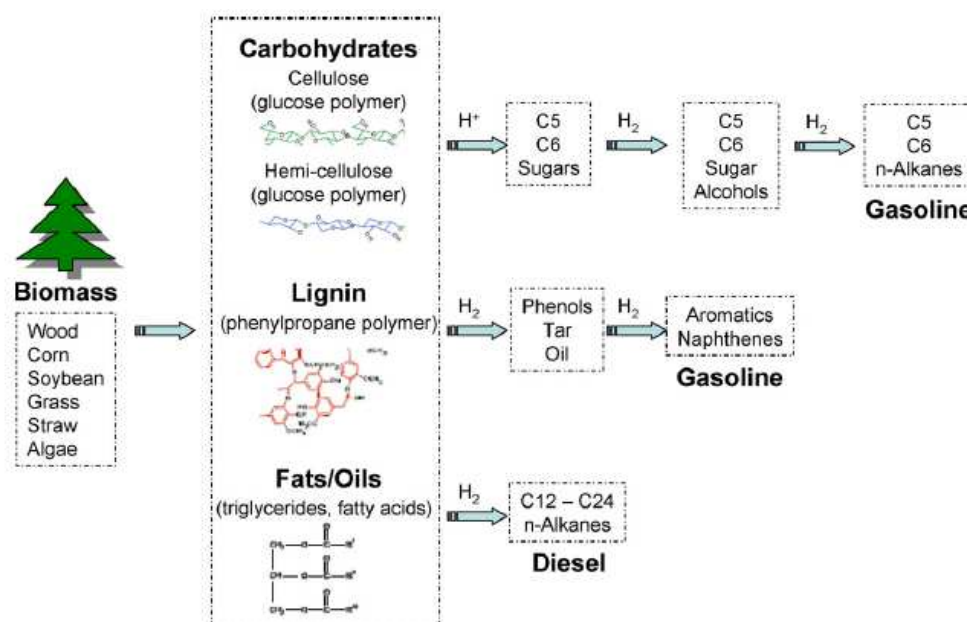 Biomass
Wood
Corn
Soybean
Grass
Straw
Algae
Carbohydrates
Cellulose
(glucose polymer)
Hemi-cellulose
(glucose polymer)
H⁺
C5
C6
Sugars
H₂
C5
C6
Sugar
Alcohols
H₂
C5
C6
n-Alkanes
Gasoline
Lignin
(phenylpropane polymer)
H₂
Phenols
Tar
Oil
H₂
Aromatics
Naphthenes
Gasoline
Fats/Oils
(triglycerides, fatty acids)
H₂
C12 – C24
n-Alkanes
Diesel